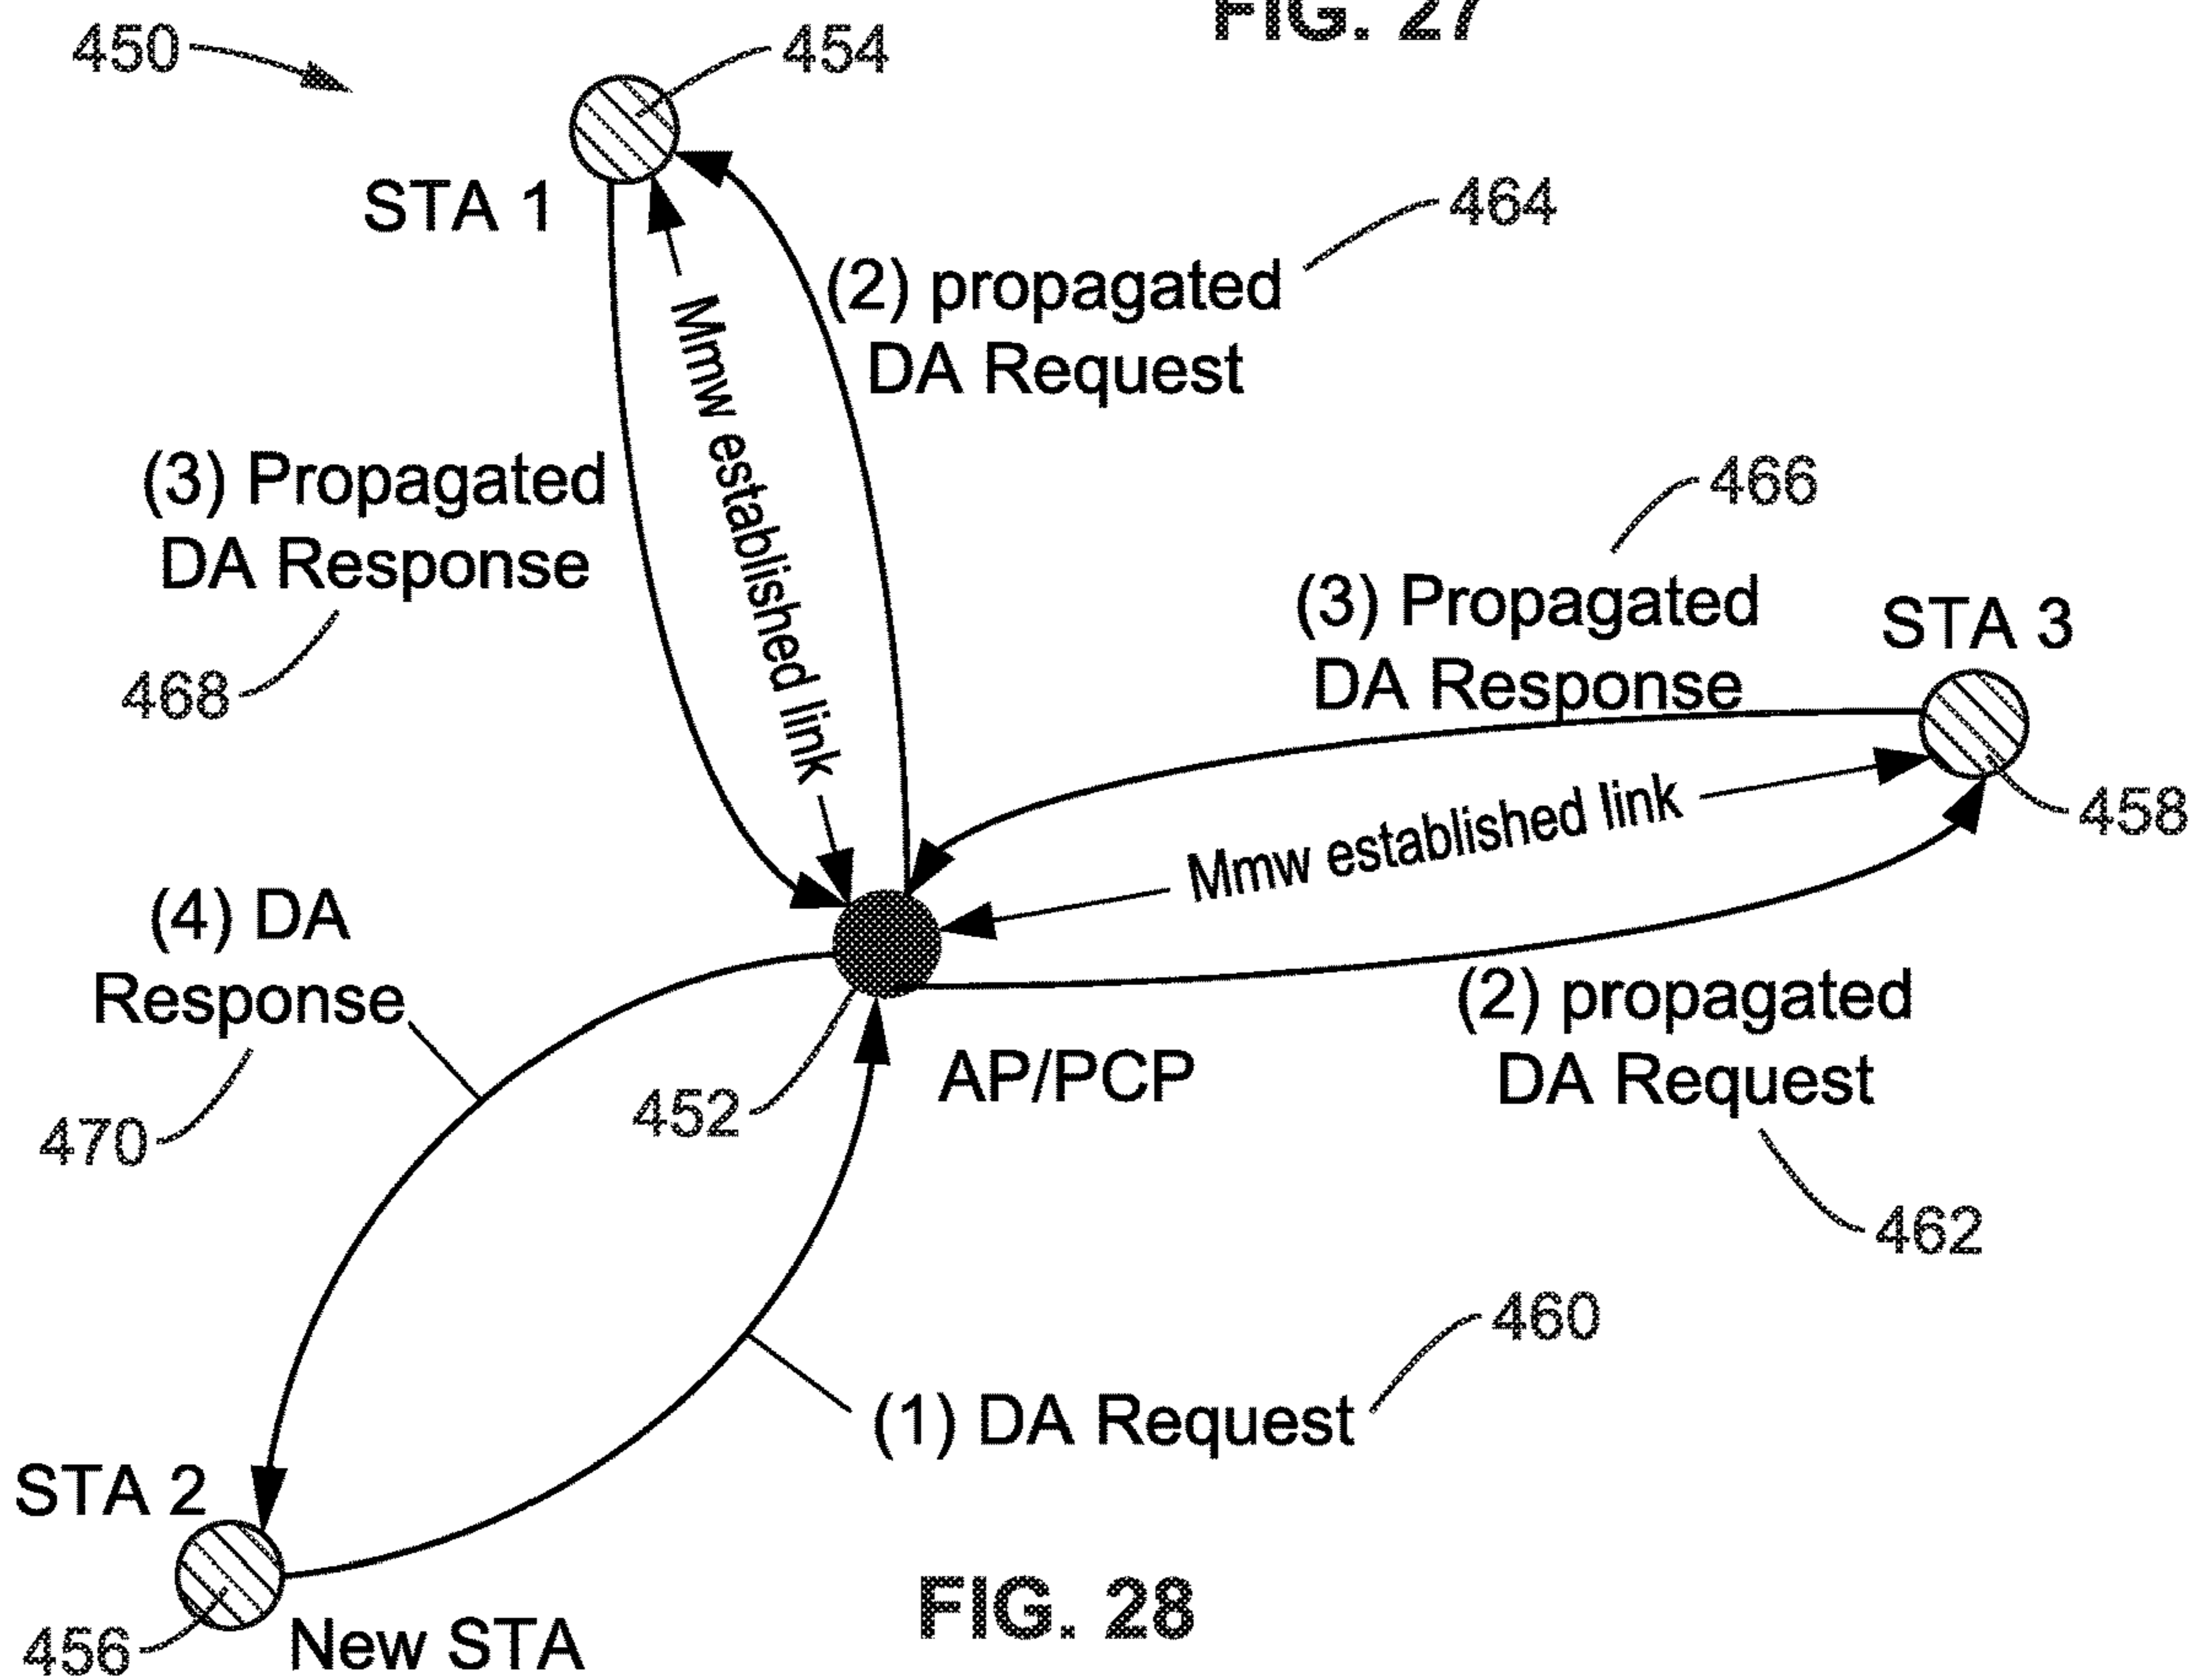 FIG. 27
450
454
STA 1
464
(2) propagated
DA Request
Mmw established link
(3) Propagated
DA Response
468
466
(3) Propagated
DA Response
STA 3
458
Mmw established link
(4) DA
Response
470
452
AP/PCP
(2) propagated
DA Request
462
460
(1) DA Request
STA 2
456
New STA
FIG. 28